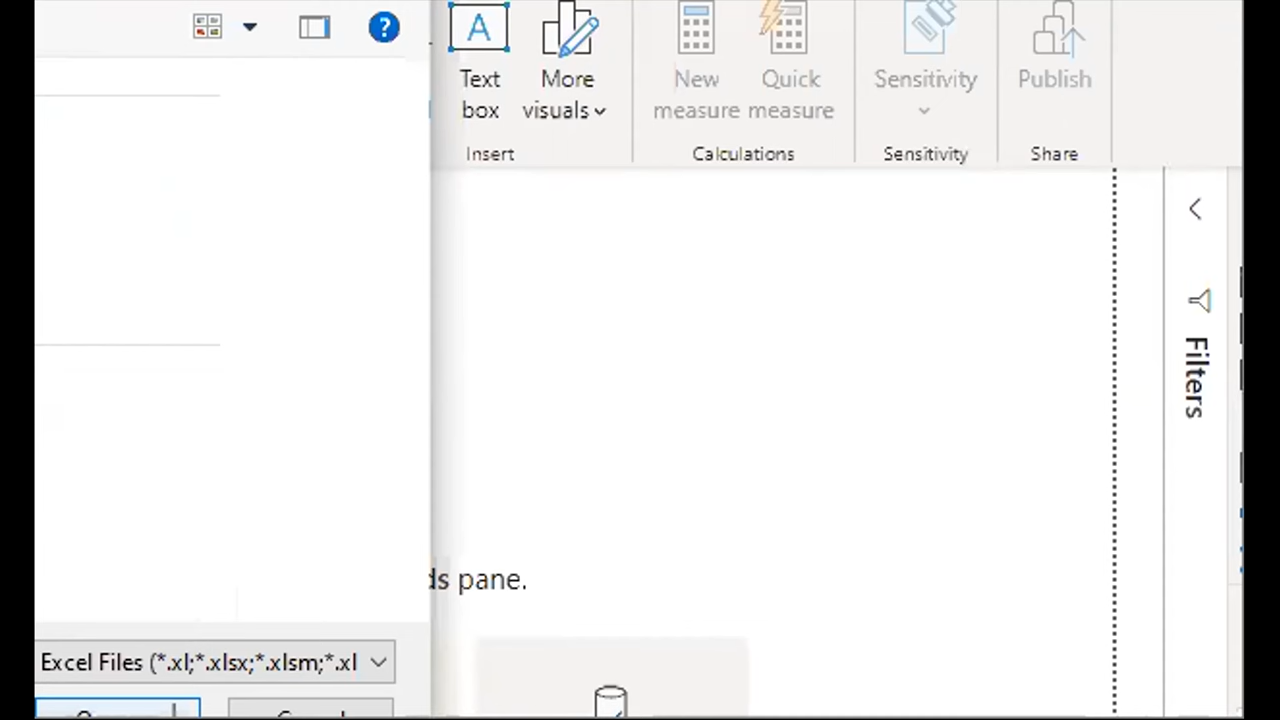 ?
A
Text box
More visuals
New measure
Quick measure
Sensitivity
Publish
Insert
Calculations
Sensitivity
Share
Filters
ds pane.
Excel Files (*.xl;*.xlsx;*.xlsm;*.xl